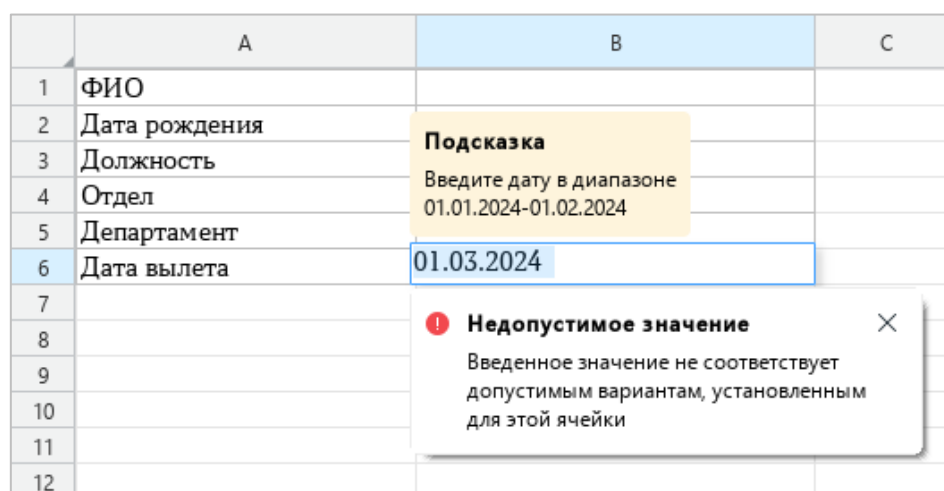 A B C
1 ФИО
2 Дата рождения
3 Должность
4 Отдел
5 Департамент
6 Дата вылета 01.03.2024
7
8
9
10
11
12
Подсказка
Введите дату в диапазоне
01.01.2024-01.02.2024
Недопустимое значение
Введенное значение не соответствует
допустимым вариантам, установленным
для этой ячейки